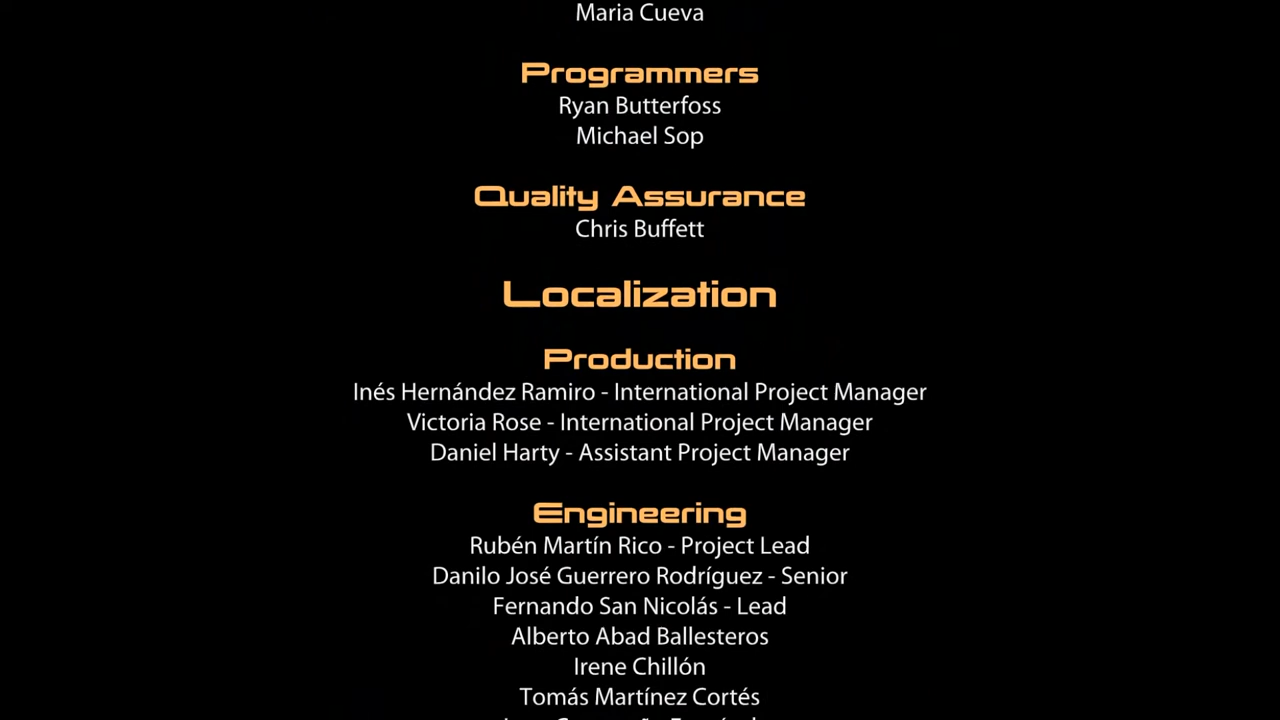 Maria Cueva
Programmers
Ryan Butterfoss
Michael Sop
Quality Assurance
Chris Buffett
Localization
Production
Inés Hernández Ramiro - International Project Manager
Victoria Rose - International Project Manager
Daniel Harty - Assistant Project Manager
Engineering
Rubén Martín Rico - Project Lead
Danilo José Guerrero Rodríguez - Senior
Fernando San Nicolás - Lead
Alberto Abad Ballesteros
Irene Chillón
Tomás Martínez Cortés